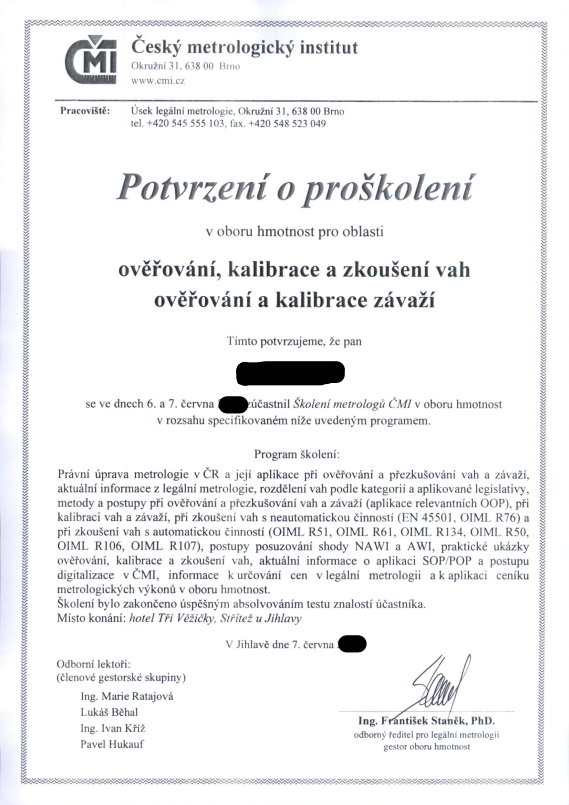 ČMI
Český metrologický institut
Okružní 31, 638 00 Brno
www.cmi.cz
Pracoviště: Úsek legální metrologie, Okružní 31, 638 00 Brno
tel. +420 545 555 103, fax. +420 548 523 049
Potvrzení o proškolení
v oboru hmotnost pro oblasti
ověřování, kalibrace a zkoušení vah
ověřování a kalibrace závaží
Tímto potvrzujeme, že pan
se ve dnech 6. a 7. června zúčastnil Školení metrologů ČMI v oboru hmotnost
v rozsahu specifikovaném níže uvedeným programem.
Program školení:
Právní úprava metrologie v ČR a její aplikace při ověřování a přezkušování vah a závaží,
aktuální informace z legální metrologie, rozdělení vah podle kategorií a aplikované legislativy,
metody a postupy při ověřování a přezkušování vah a závaží (aplikace relevantních OOP), při
kalibraci vah a závaží, při zkoušení vah s neautomatickou činností (EN 45501, OIML R76) a
při zkoušení vah s automatickou činností (OIML R51, OIML R61, OIML R134, OIML R50,
OIML R106, OIML R107), postupy posuzování shody NAWI a AWI, praktické ukázky
ověřování, kalibrace a zkoušení vah, aktuální informace o aplikaci SOP/POP a postupu
digitalizace v ČMI, informace k určování cen v legální metrologii a k aplikaci ceníku
metrologických výkonů v oboru hmotnost.
Školení bylo zakončeno úspěšným absolvováním testu znalostí účastníka.
Místo konání: hotel Tři Věžičky, Střítež u Jihlavy
V Jihlavě dne 7. června
Odborní lektoři:
(členové gestorské skupiny)
Ing. Marie Ratajová
Lukáš Běhal
Ing. Ivan Kříž
Pavel Hukauf
Ing. František Staněk, PhD.
odborný ředitel pro legální metrologii
gestor oboru hmotnost